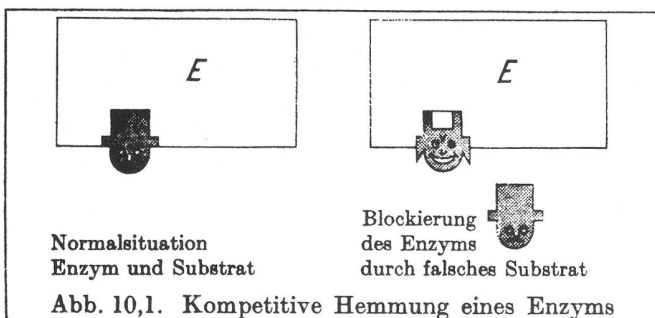 E
E
Normalsituation
Enzym und Substrat
Blockierung
des Enzyms
durch falsches Substrat
Abb. 10,1. Kompetitive Hemmung eines Enzyms